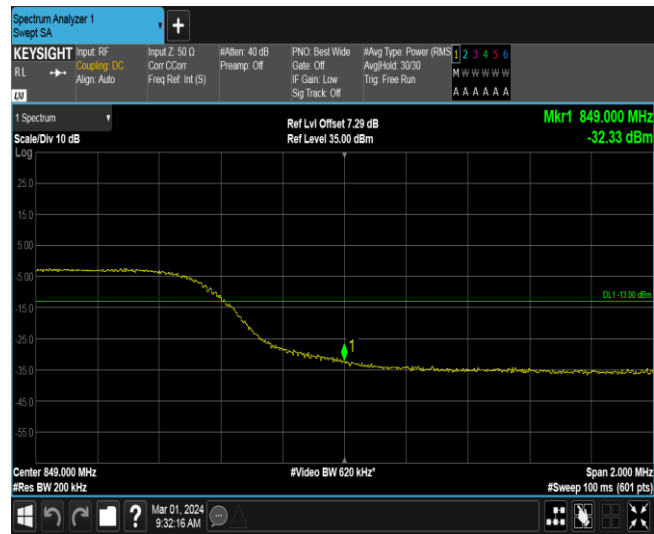 Spectrum Analyzer 1
Swept SA
+
KEYSIGHT
RL
LXI
Input: RF
Coupling: DC
Align: Auto
Input Z: 50 Ω
Corr CCorr
Freq Ref: Int (S)
#Atten: 40 dB
Preamp: Off
PNO: Best Wide
Gate: Off
IF Gain: Low
Sig Track: Off
#Avg Type: Power (RMS
Avg|Hold: 30/30
Trig: Free Run
1 2 3 4 5 6
M W W W W W
A A A A A A
1 Spectrum
Scale/Div 10 dB
Ref Lvl Offset 7.29 dB
Ref Level 35.00 dBm
Mkr1 849.000 MHz
-32.33 dBm
Log
25.0
15.0
5.00
-5.00
-15.0
-25.0
-35.0
-45.0
-55.0
DL1 -13.00 dBm
1
Center 849.000 MHz
#Res BW 200 kHz
#Video BW 620 kHz*
Span 2.000 MHz
#Sweep 100 ms (601 pts)
?
Mar 01, 2024
9:32:16 AM